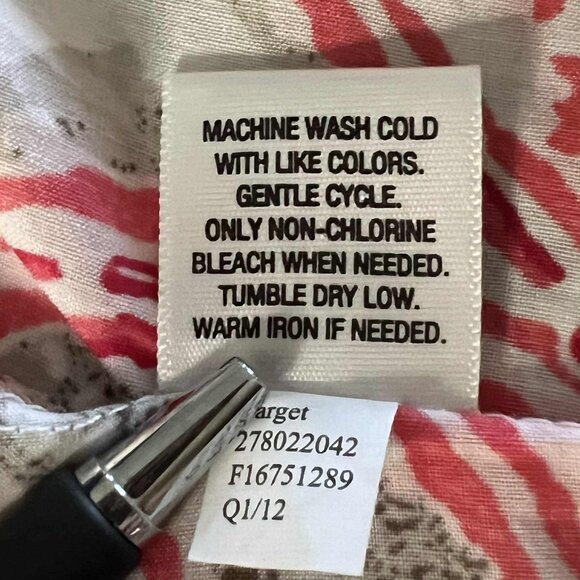 MACHINE WASH COLD
WITH LIKE COLORS.
GENTLE CYCLE.
ONLY NON-CHLORINE
BLEACH WHEN NEEDED.
TUMBLE DRY LOW.
WARM IRON IF NEEDED.
arget
278022042
F16751289
Q1/12